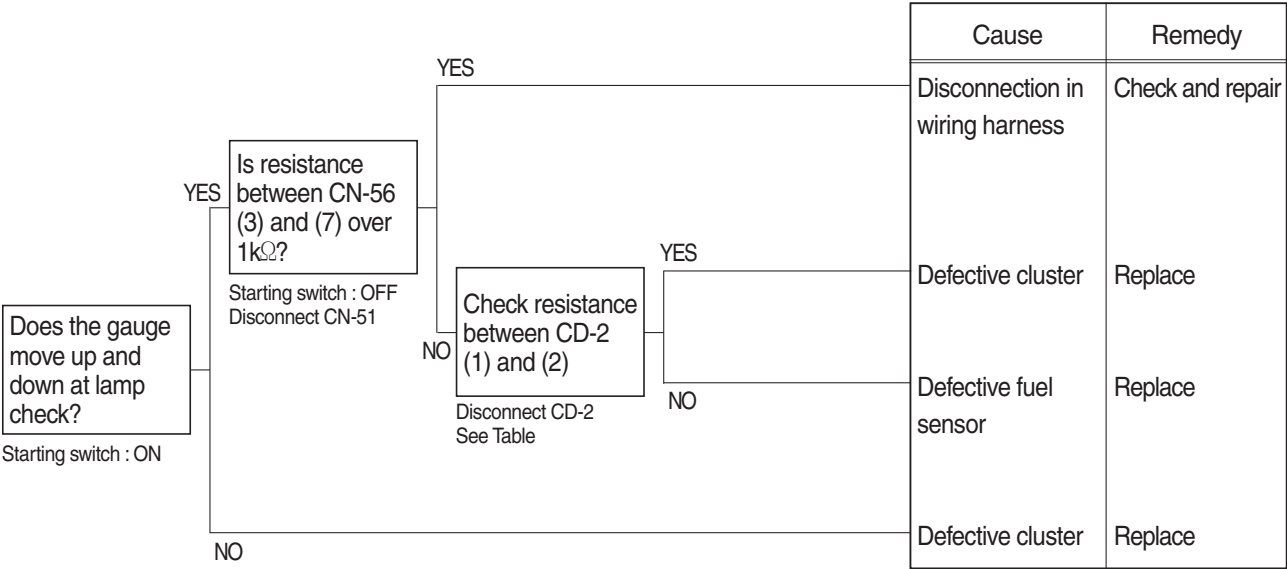 Cause
Remedy
YES
Disconnection in
wiring harness
Check and repair
YES
Is resistance
between CN-56
(3) and (7) over
1kΩ?
Starting switch : OFF
Disconnect CN-51
YES
Defective cluster
Replace
Does the gauge
move up and
down at lamp
check?
Starting switch : ON
NO
Check resistance
between CD-2
(1) and (2)
Disconnect CD-2
See Table
NO
Defective fuel
sensor
Replace
NO
Defective cluster
Replace